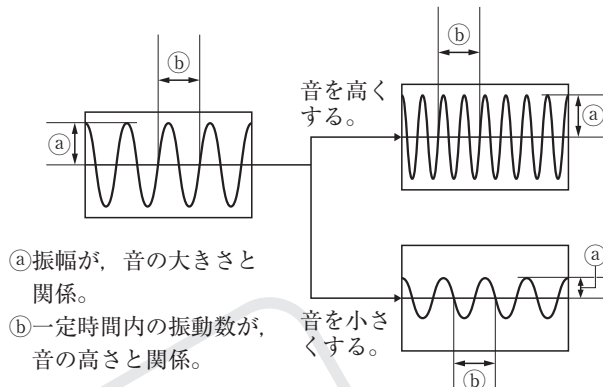 ⓑ
ⓐ
音を高く
する。
ⓑ
ⓐ
ⓐ振幅が，音の大きさと
関係。
ⓑ一定時間内の振動数が，
音の高さと関係。
音を小さ
くする。
ⓐ
ⓑ